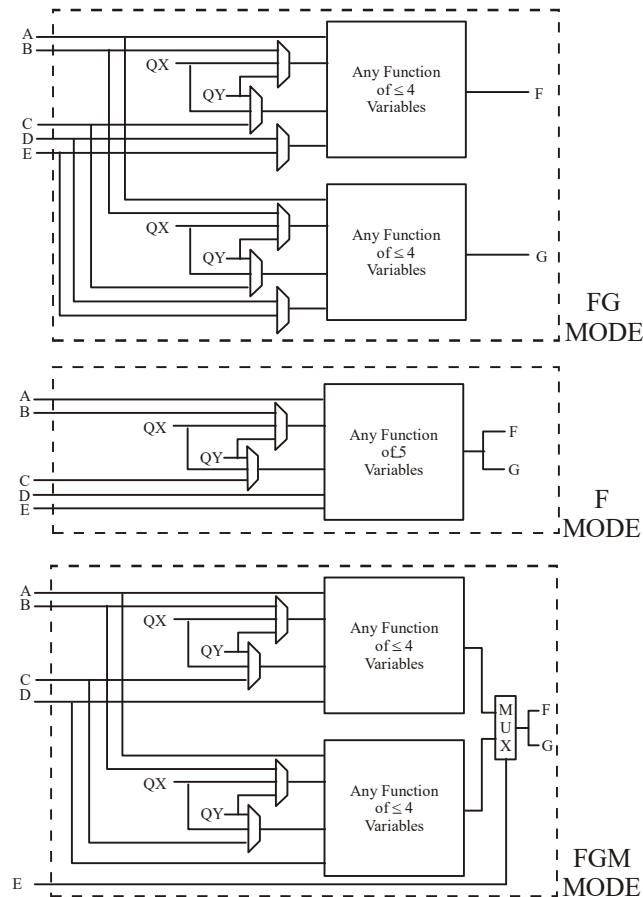 A
B
QX
QY
C
D
E
Any Function
of ≤ 4
Variables
F
QX
QY
Any Function
of ≤ 4
Variables
G
FG
MODE
A
B
QX
QY
C
D
E
Any Function
of≤5
Variables
F
G
F
MODE
A
B
QX
QY
C
D
Any Function
of ≤ 4
Variables
M
U
X
F
G
QX
QY
Any Function
of ≤ 4
Variables
E
FGM
MODE